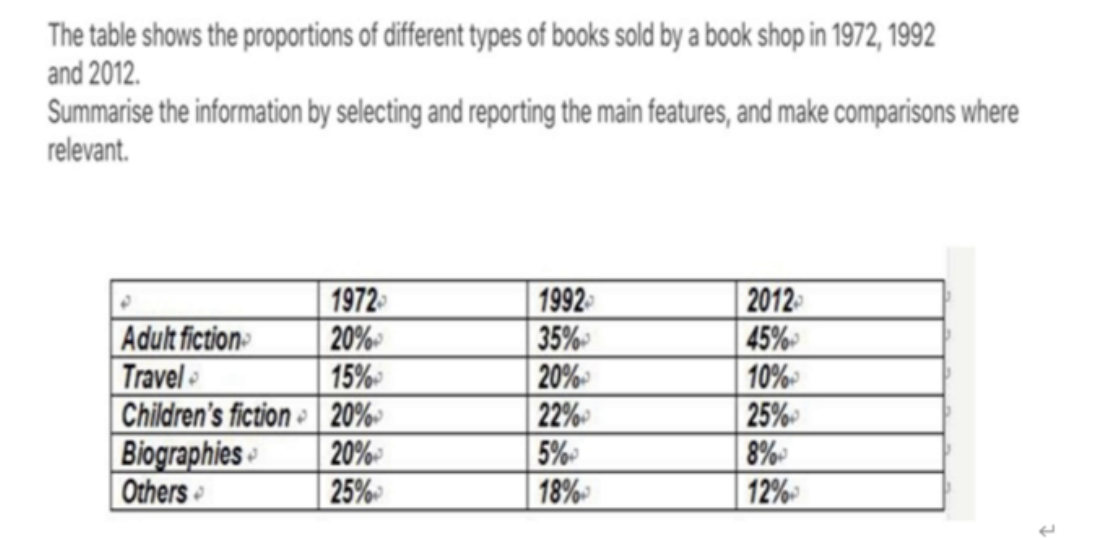 The table shows the proportions of different types of books sold by a book shop in 1972, 1992
and 2012.
Summarise the information by selecting and reporting the main features, and make comparisons where
relevant.
1972 1992 2012
Adult fiction 20% 35% 45%
Travel 15% 20% 10%
Children's fiction 20% 22% 25%
Biographies 20% 5% 8%
Others 25% 18% 12%